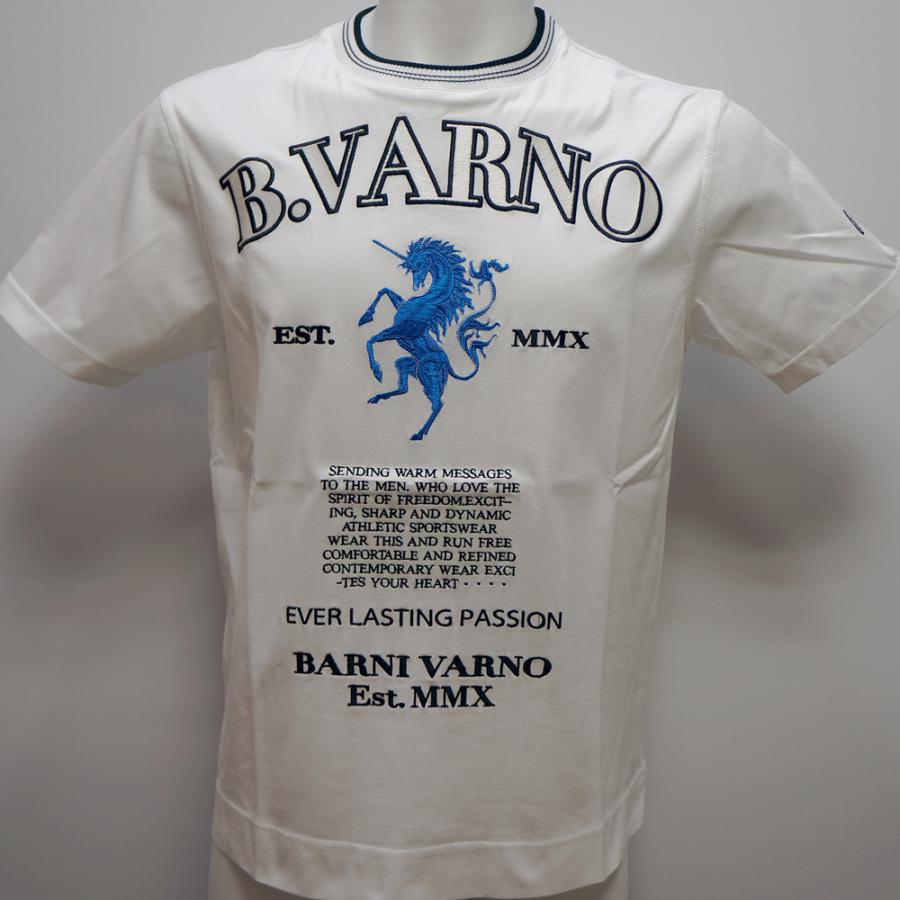 B.VARNO
EST. MMX
SENDING WARM MESSAGES
TO THE MEN. WHO LOVE THE
SPIRIT OF FREEDOM.EXCIT-
ING, SHARP AND DYNAMIC
ATHLETIC SPORTSWEAR
WEAR THIS AND RUN FREE
COMFORTABLE AND REFINED
CONTEMPORARY WEAR EXCI
-TES YOUR HEART ‥‥
EVER LASTING PASSION
BARNI VARNO
Est. MMX